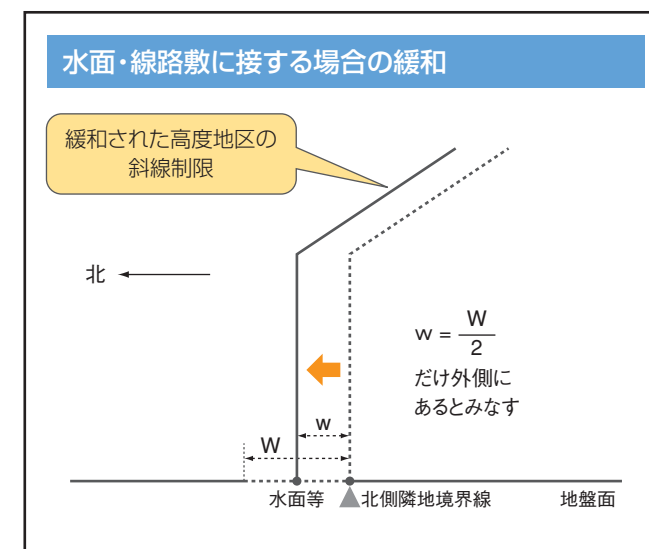 水面・線路敷に接する場合の緩和
緩和された高度地区の
斜線制限
北
w = W/2
だけ外側に
あるとみなす
w
W
水面等
北側隣地境界線
地盤面